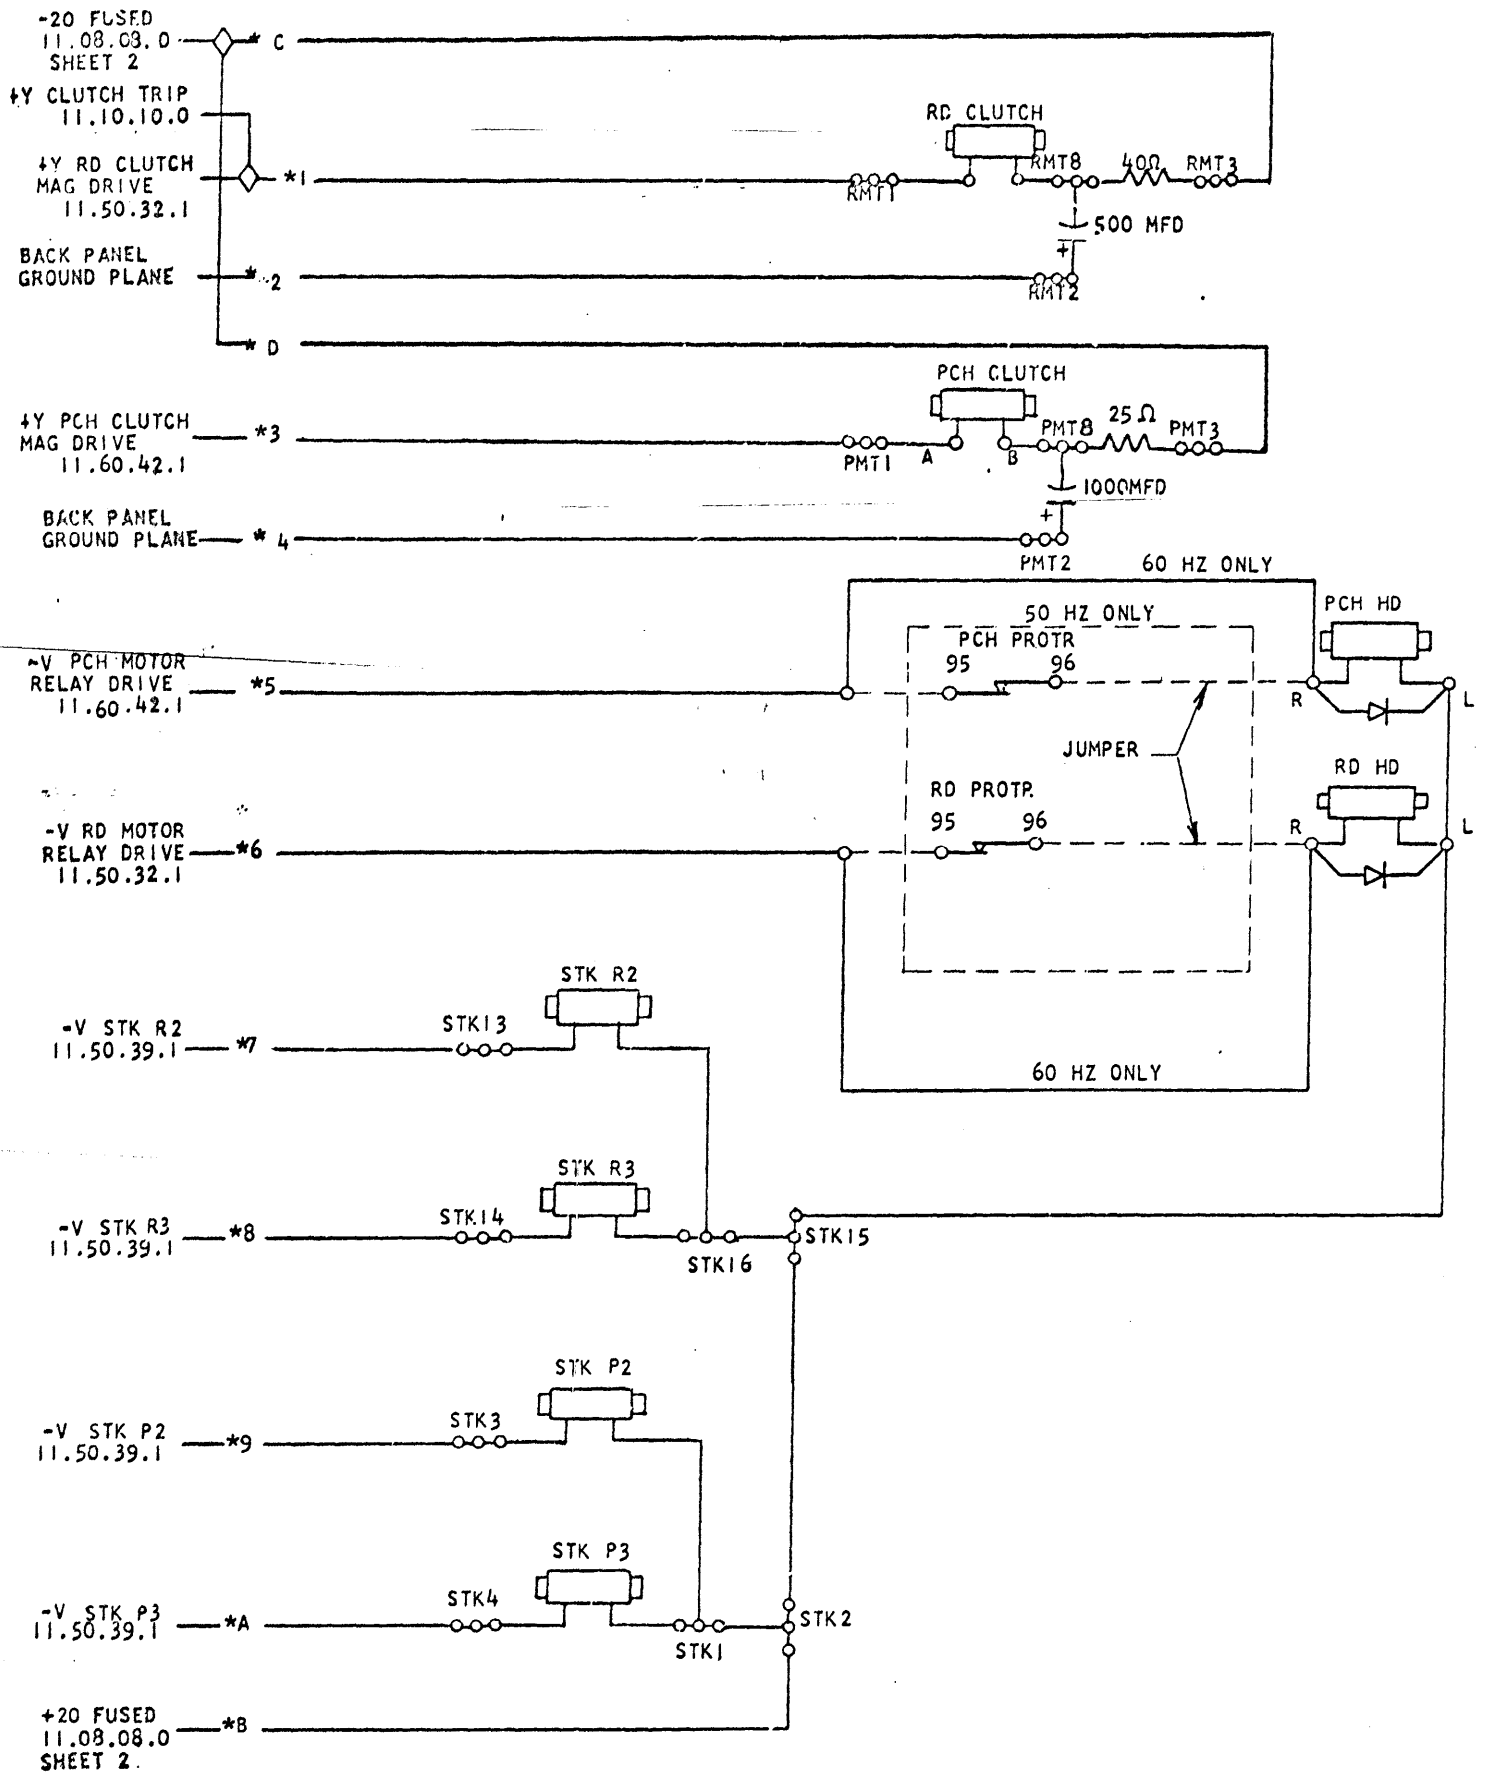 -20 FUSED
11.08.08.0
SHEET 2
* C
+Y CLUTCH TRIP
11.10.10.0
RD CLUTCH
+Y RD CLUTCH
MAG DRIVE
11.50.32.1
*1
RMT1
RMT8
40Ω
RMT3
500 MFD
+
BACK PANEL
GROUND PLANE
* 2
RMT2
* D
PCH CLUTCH
+Y PCH CLUTCH
MAG DRIVE
11.60.42.1
*3
PMT1
A
B
PMT8
25Ω
PMT3
1000MFD
+
BACK PANEL
GROUND PLANE
* 4
PMT2
60 HZ ONLY
50 HZ ONLY
PCH PROTR
95
96
PCH HD
-V PCH MOTOR
RELAY DRIVE
11.60.42.1
*5
R
L
JUMPER
RD PROTR
95
96
RD HD
-V RD MOTOR
RELAY DRIVE
11.50.32.1
*6
R
L
STK R2
-V STK R2
11.50.39.1
*7
STK13
60 HZ ONLY
STK R3
-V STK R3
11.50.39.1
*8
STK14
STK16
STK15
STK P2
-V STK P2
11.50.39.1
*9
STK3
STK P3
-V STK P3
11.50.39.1
*A
STK4
STK1
STK2
+20 FUSED
11.08.08.0
SHEET 2
*B